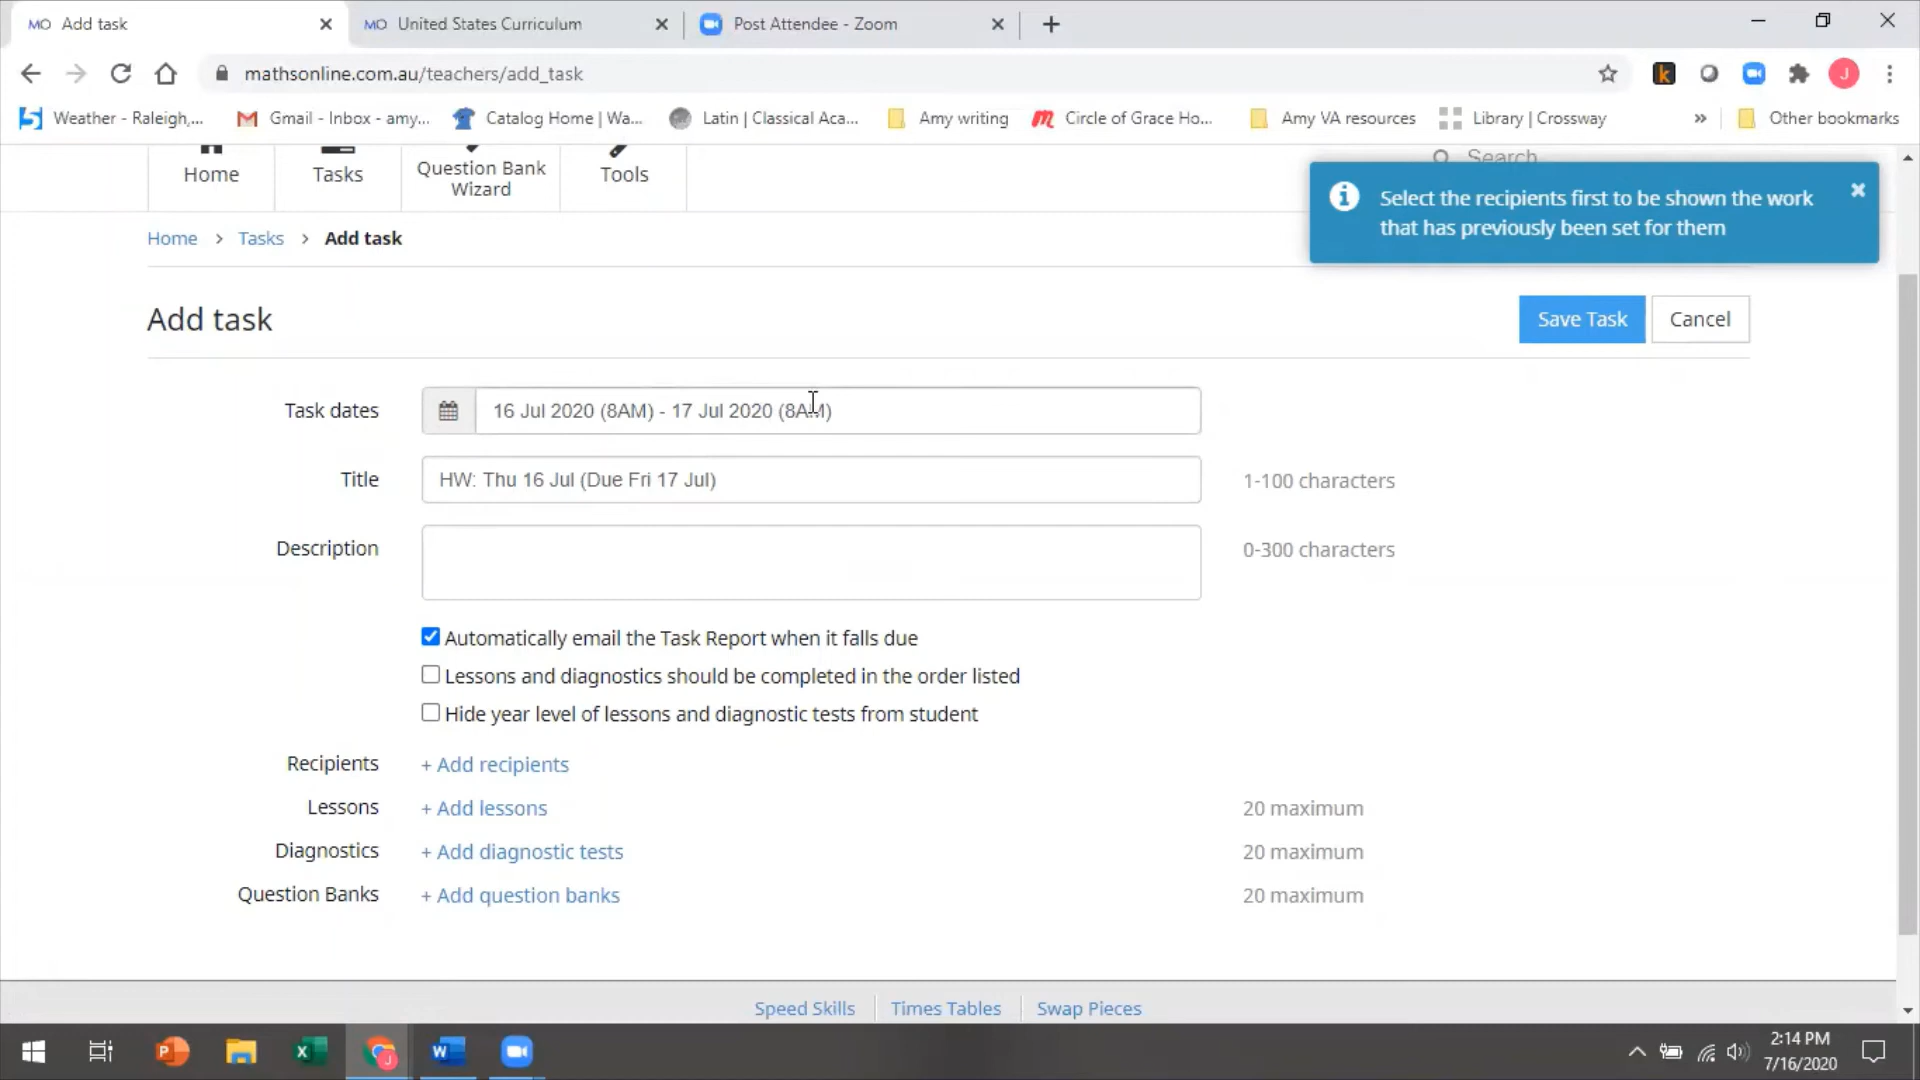 MO Add task
MO United States Curriculum
Post Attendee - Zoom
mathsonline.com.au/teachers/add_task
k
J
Weather - Raleigh,...
Gmail - Inbox - amy...
Catalog Home | Wa...
Latin | Classical Aca...
Amy writing
Circle of Grace Ho...
Amy VA resources
Library | Crossway
»
Other bookmarks
Home
Tasks
Question Bank
Wizard
Tools
Search
Select the recipients first to be shown the work
that has previously been set for them
Home > Tasks > Add task
Add task
Save Task
Cancel
Task dates
16 Jul 2020 (8AM) - 17 Jul 2020 (8AM)
Title
HW: Thu 16 Jul (Due Fri 17 Jul)
1-100 characters
Description
0-300 characters
Automatically email the Task Report when it falls due
Lessons and diagnostics should be completed in the order listed
Hide year level of lessons and diagnostic tests from student
Recipients
+ Add recipients
Lessons
+ Add lessons
20 maximum
Diagnostics
+ Add diagnostic tests
20 maximum
Question Banks
+ Add question banks
20 maximum
Speed Skills
Times Tables
Swap Pieces
2:14 PM
7/16/2020